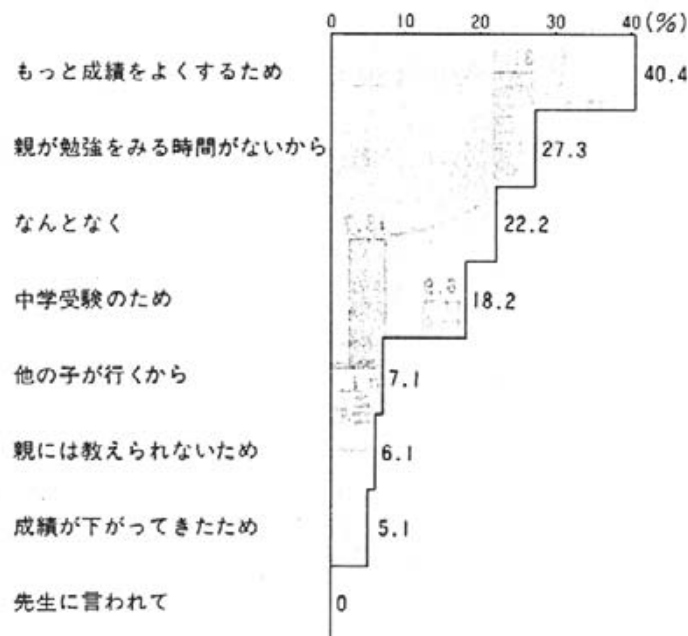 0 10 20 30 40(%)
もっと成績をよくするため 40.4
親が勉強をみる時間がないから 27.3
なんとなく 22.2
中学受験のため 18.2
他の子が行くから 7.1
親には教えられないため 6.1
成績が下がってきたため 5.1
先生に言われて 0